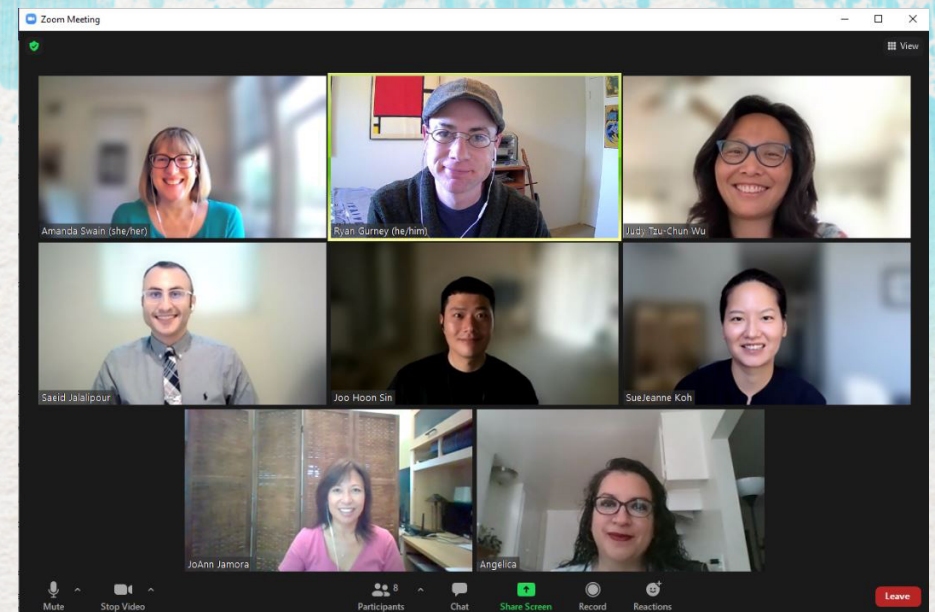 Zoom Meeting
View
Amanda Swain (she/her)
Ryan Gurney (he/him)
Judy Tzu-Chun Wu
Saeid Jalalipour
Joo Hoon Sin
SueJeanne Koh
JoAnn Jamora
Angelica
8
Mute
Stop Video
Participants
Chat
Share Screen
Record
Reactions
Leave